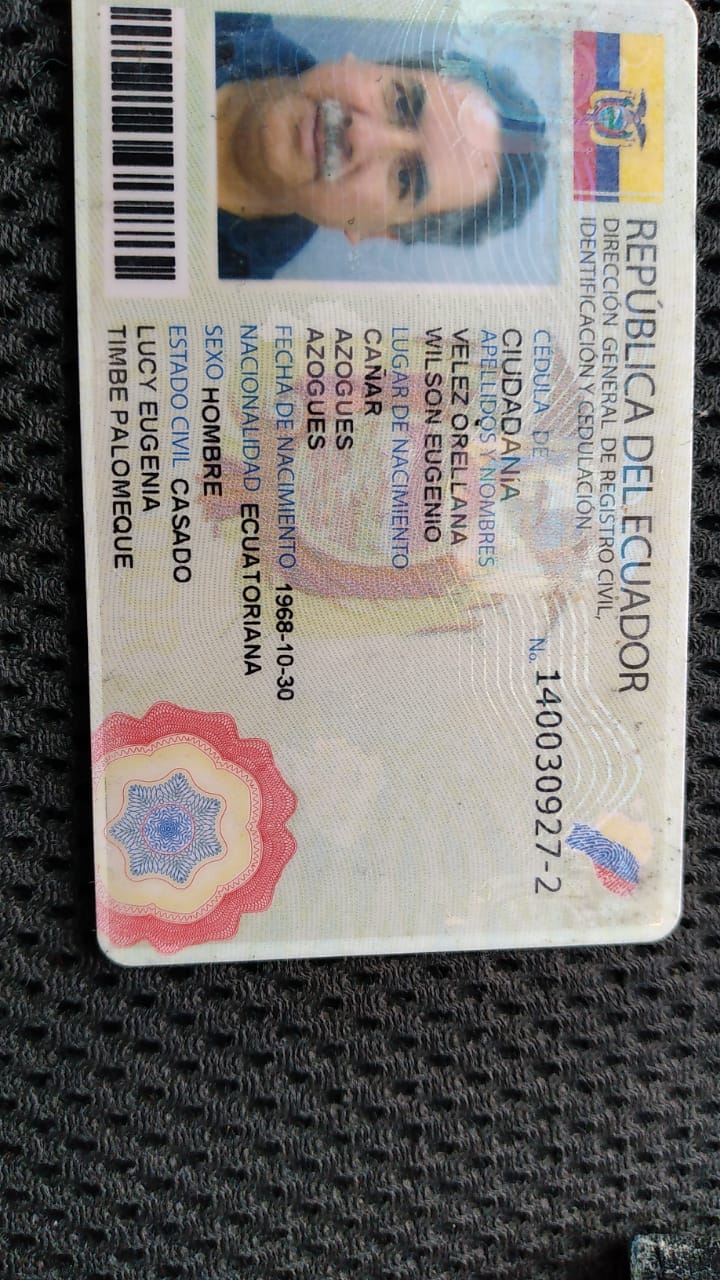 REPÚBLICA DEL ECUADOR
DIRECCIÓN GENERAL DE REGISTRO CIVIL,
IDENTIFICACIÓN Y CEDULACIÓN
CÉDULA DE
No. 140030927-2
CIUDADANÍA
APELLIDOS Y NOMBRES
VELEZ ORELLANA
WILSON EUGENIO
LUGAR DE NACIMIENTO
CAÑAR
AZOGUES
AZOGUES
FECHA DE NACIMIENTO 1968-10-30
NACIONALIDAD ECUATORIANA
SEXO HOMBRE
ESTADO CIVIL CASADO
LUCY EUGENIA
TIMBE PALOMEQUE